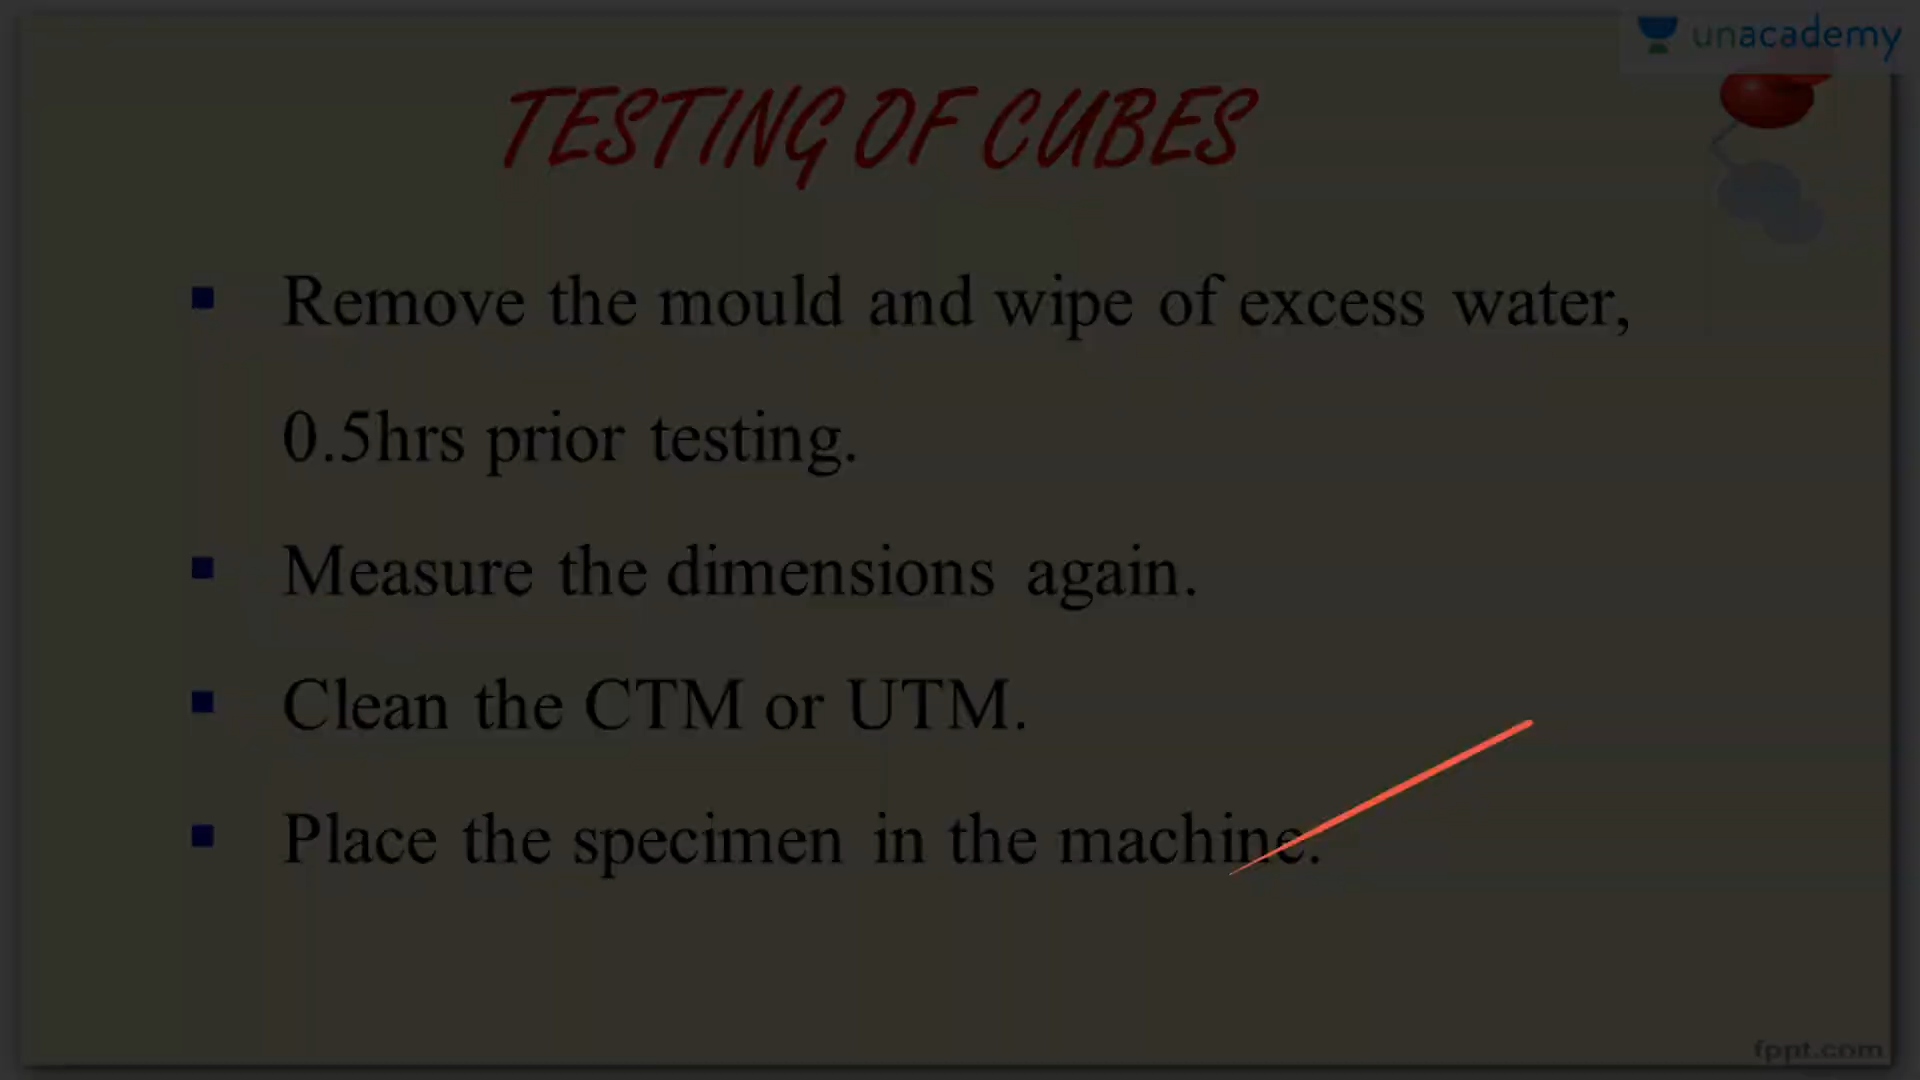 unacademy
TESTING OF CUBES
▪ Remove the mould and wipe of excess water,
0.5hrs prior testing.
▪ Measure the dimensions again.
▪ Clean the CTM or UTM.
▪ Place the specimen in the machine.
fppt.com